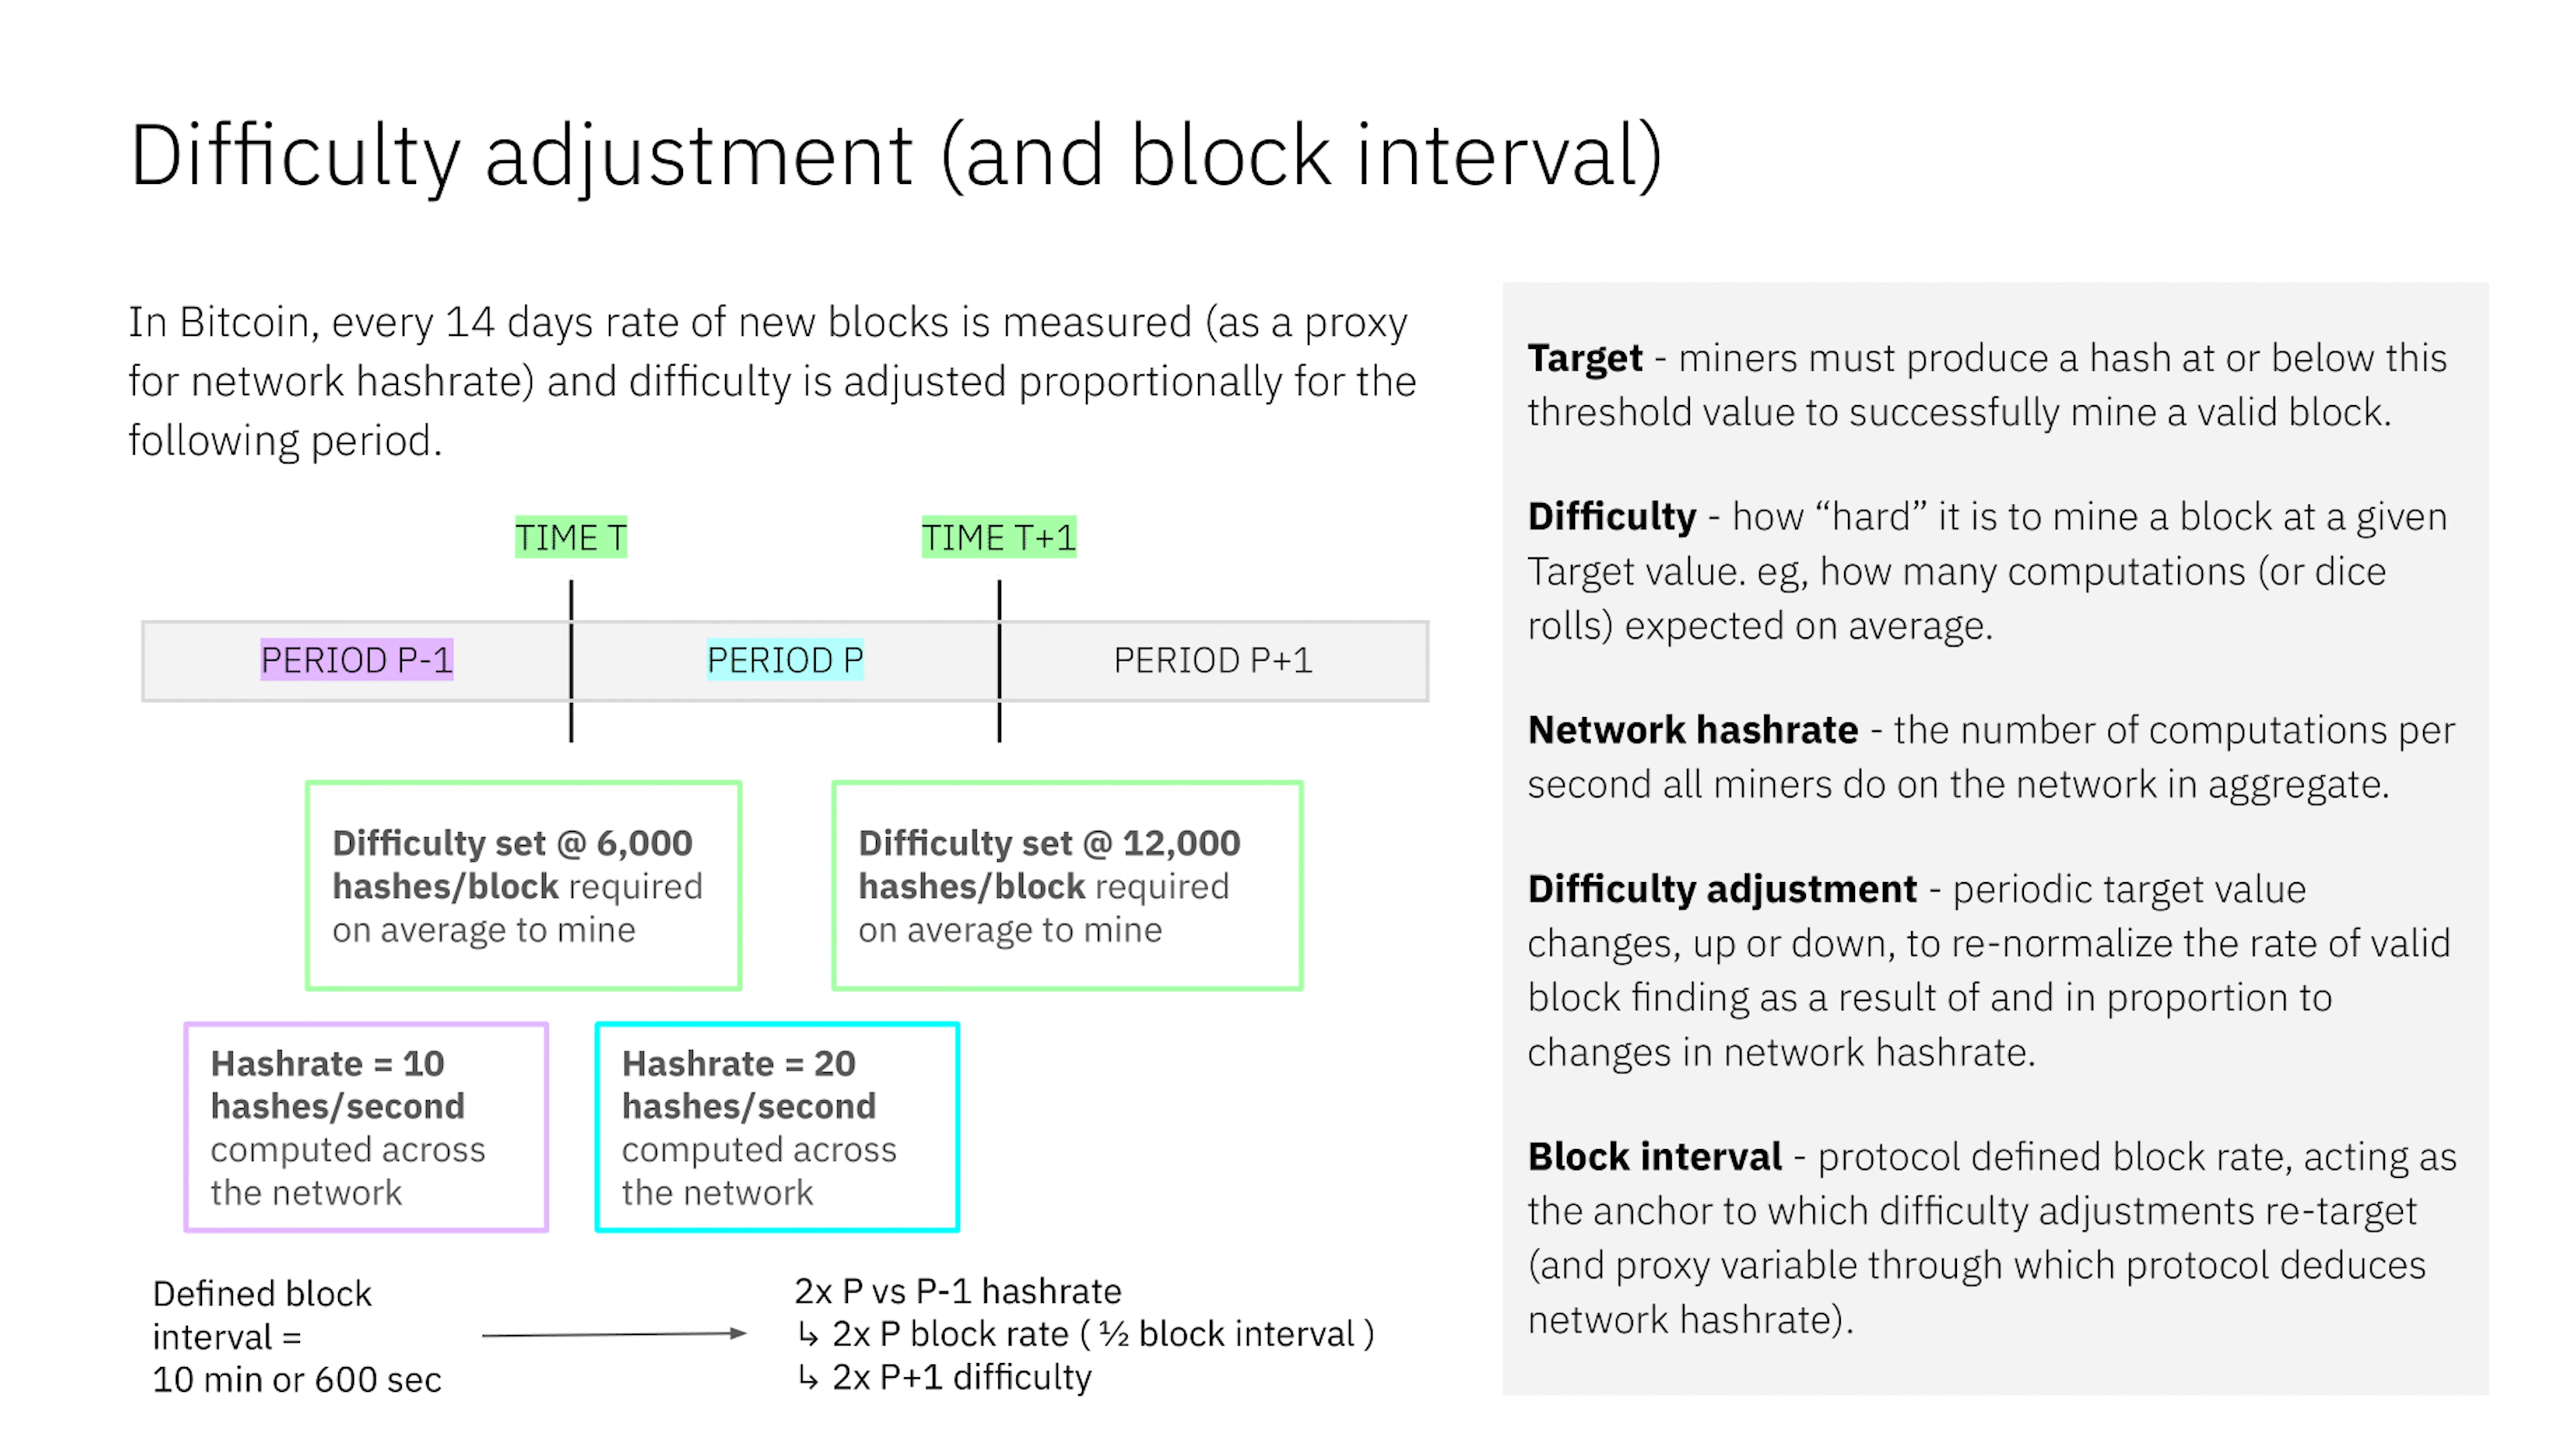 Difficulty adjustment (and block interval)
In Bitcoin, every 14 days rate of new blocks is measured (as a proxy
for network hashrate) and difficulty is adjusted proportionally for the
following period.
TIME T
TIME T+1
PERIOD P-1
PERIOD P
PERIOD P+1
Difficulty set @ 6,000
hashes/block required
on average to mine
Difficulty set @ 12,000
hashes/block required
on average to mine
Hashrate = 10
hashes/second
computed across
the network
Hashrate = 20
hashes/second
computed across
the network
Defined block
interval =
10 min or 600 sec
2x P vs P-1 hashrate
↳ 2x P block rate ( ½ block interval )
↳ 2x P+1 difficulty
Target - miners must produce a hash at or below this
threshold value to successfully mine a valid block.
Difficulty - how “hard” it is to mine a block at a given
Target value. eg, how many computations (or dice
rolls) expected on average.
Network hashrate - the number of computations per
second all miners do on the network in aggregate.
Difficulty adjustment - periodic target value
changes, up or down, to re-normalize the rate of valid
block finding as a result of and in proportion to
changes in network hashrate.
Block interval - protocol defined block rate, acting as
the anchor to which difficulty adjustments re-target
(and proxy variable through which protocol deduces
network hashrate).